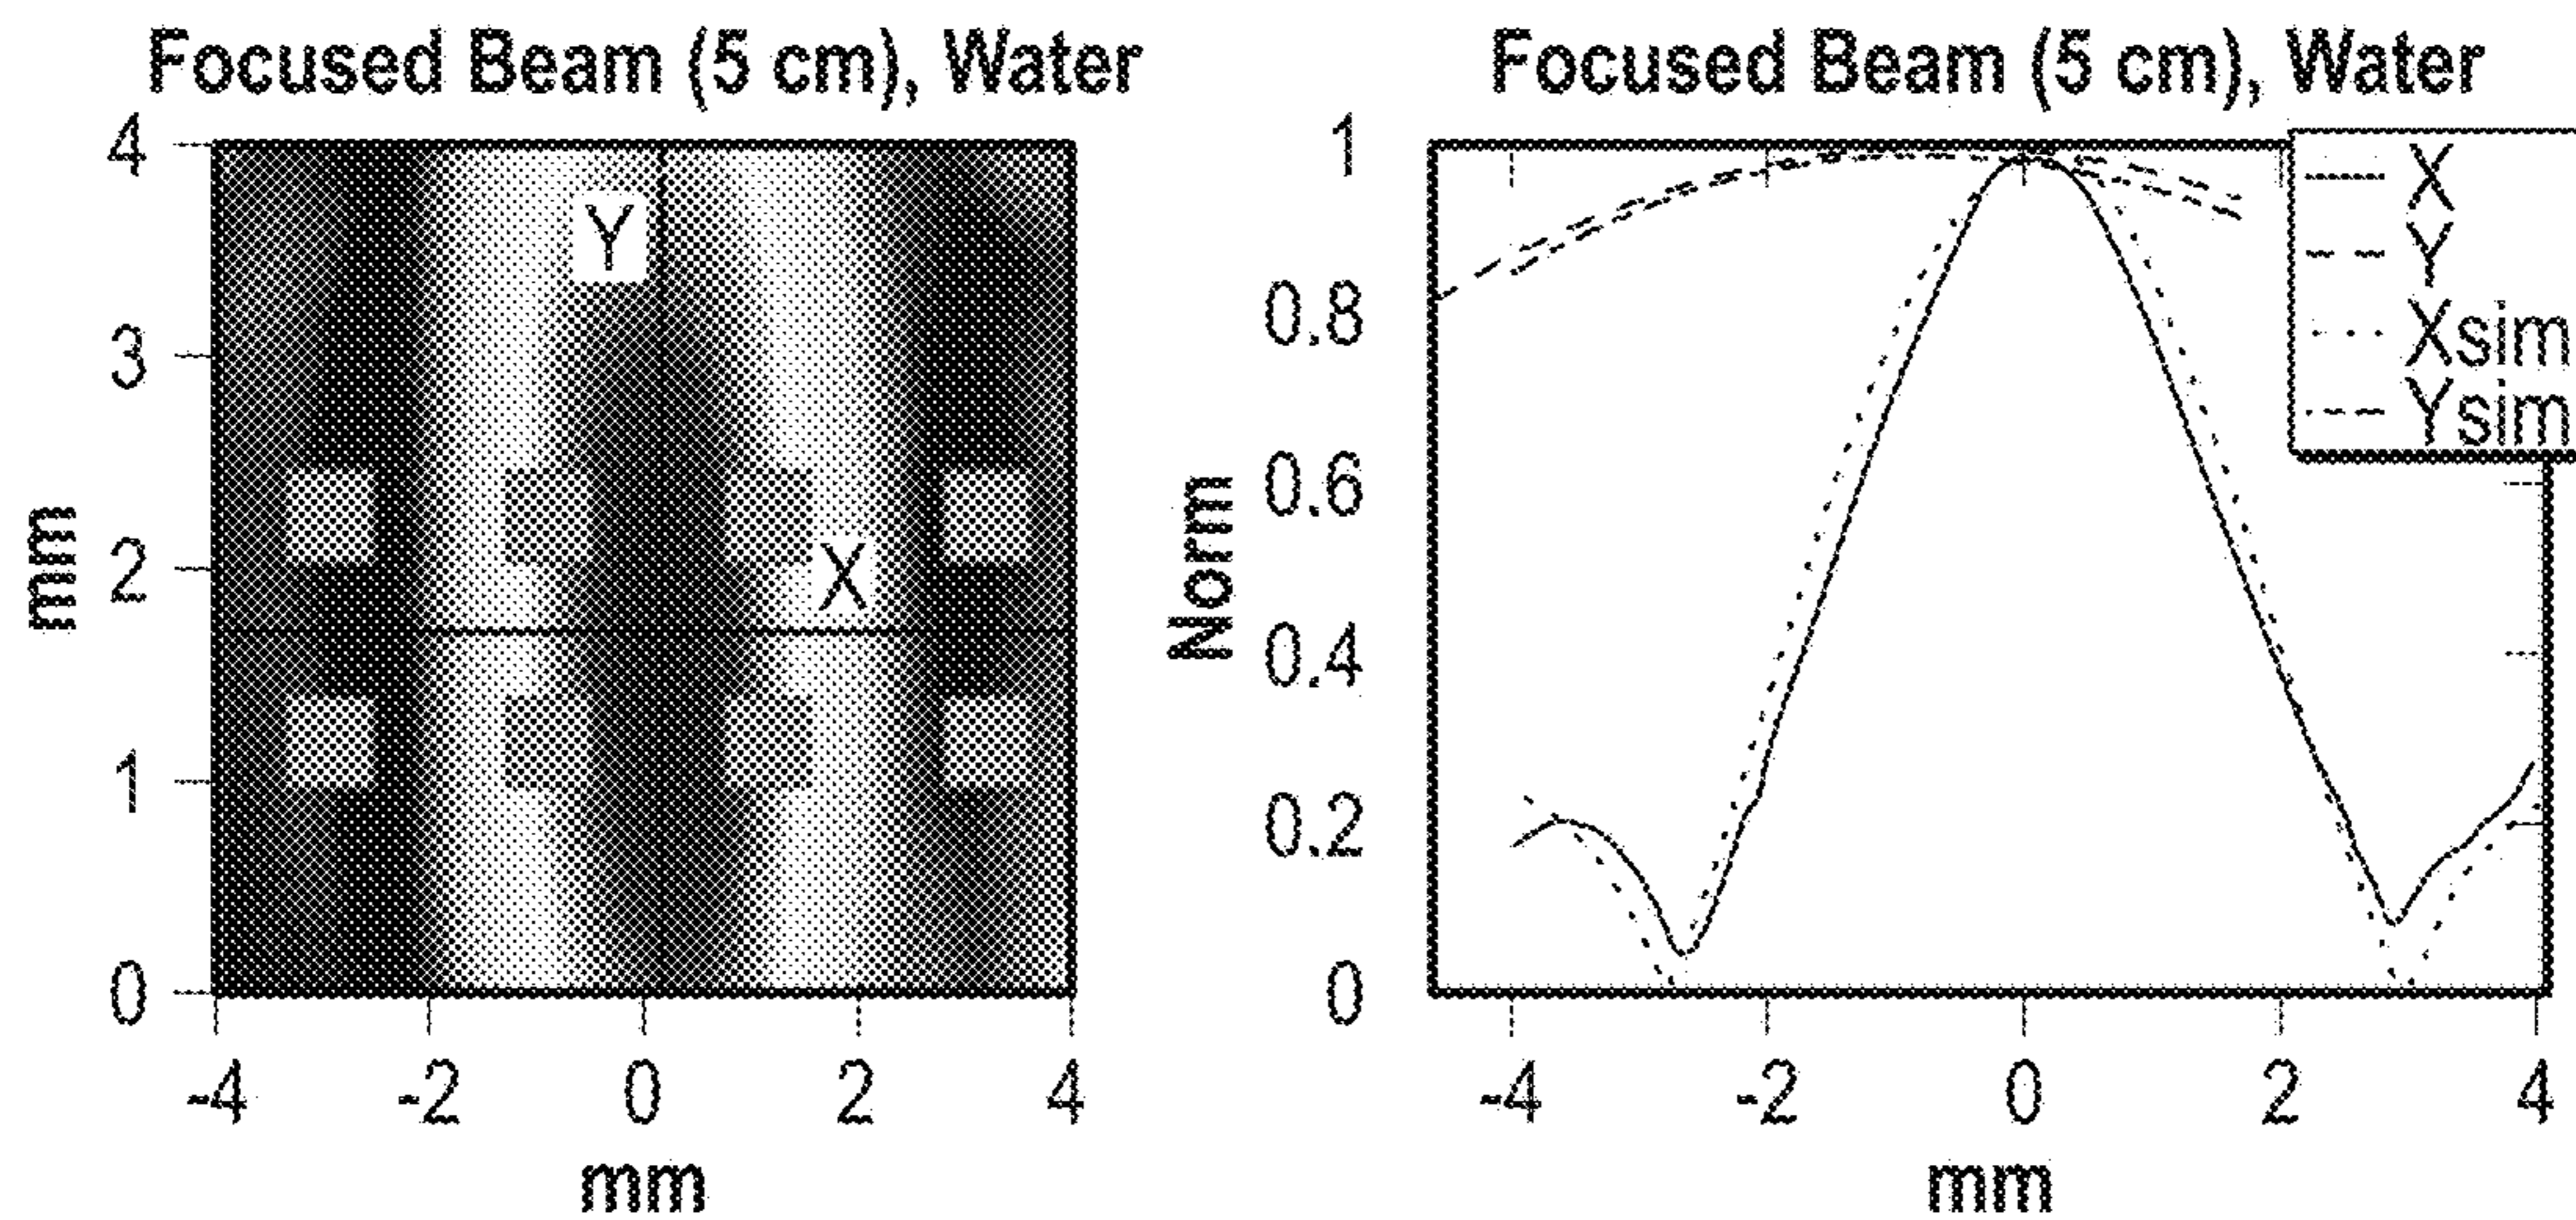 Focused Beam (5 cm), Water
4
3
2
1
0
mm
Y
X
-4 -2 0 2 4
mm
Focused Beam (5 cm), Water
1
0.8
0.6
0.4
0.2
0
Norm
X
Y
Xsim
Ysim
-4 -2 0 2 4
mm